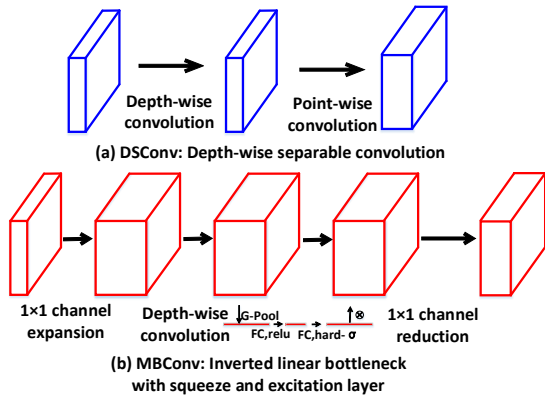 Depth-wise
convolution
Point-wise
convolution
(a) DSConv: Depth-wise separable convolution
1×1 channel
expansion
Depth-wise
convolution
G-Pool
FC,relu
FC,hard- σ
⊗
1×1 channel
reduction
(b) MBConv: Inverted linear bottleneck
with squeeze and excitation layer